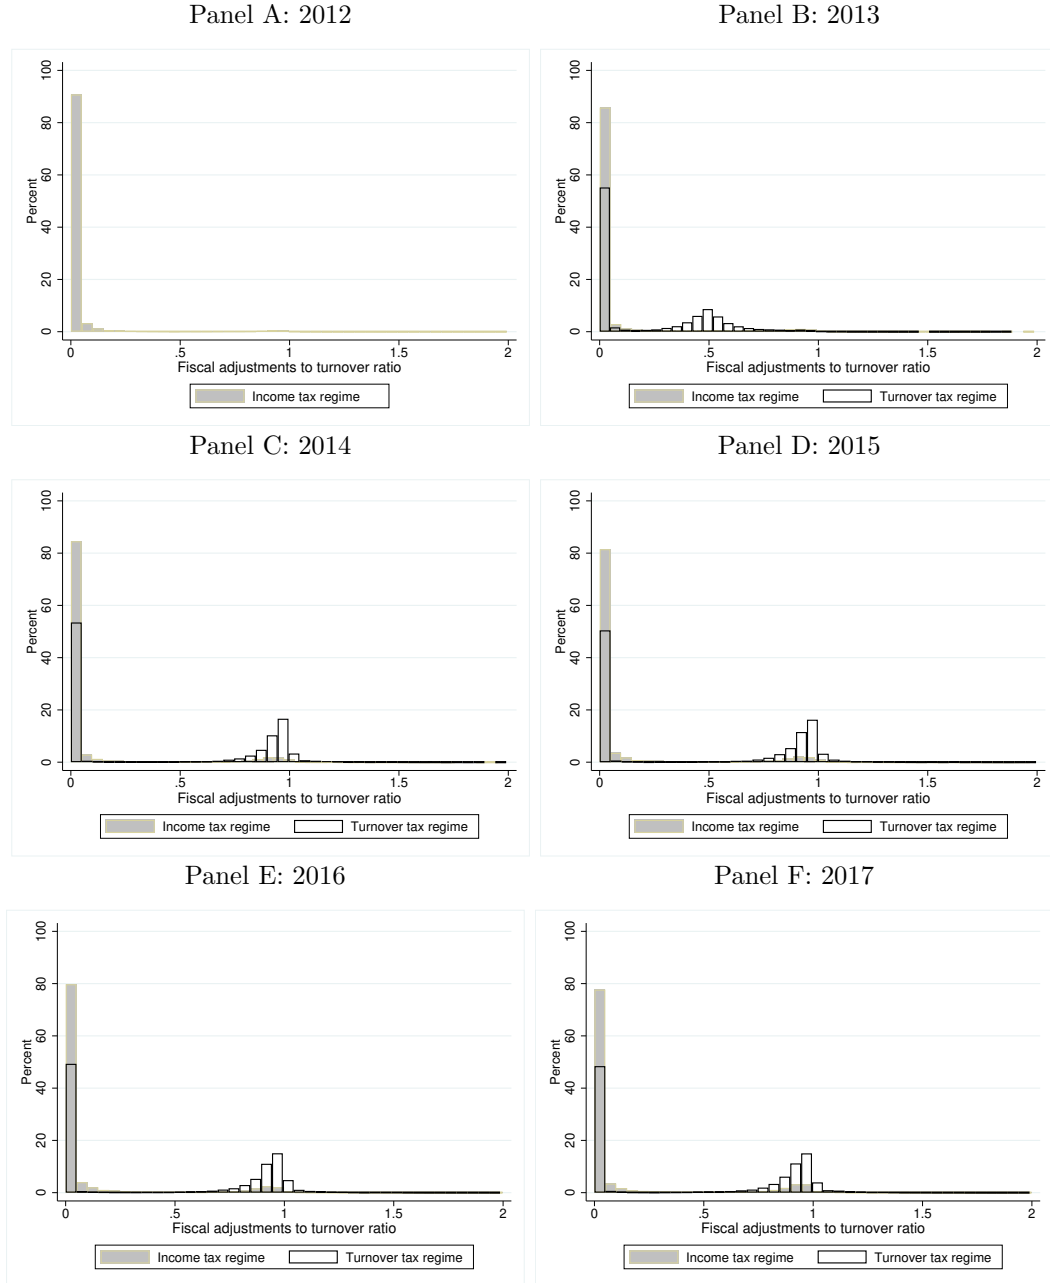 Panel A: 2012
Percent
0 20 40 60 80 100
0 .5 1 1.5 2
Fiscal adjustments to turnover ratio
Income tax regime
Panel B: 2013
Percent
0 20 40 60 80 100
0 .5 1 1.5 2
Fiscal adjustments to turnover ratio
Income tax regime Turnover tax regime
Panel C: 2014
Percent
0 20 40 60 80 100
0 .5 1 1.5 2
Fiscal adjustments to turnover ratio
Income tax regime Turnover tax regime
Panel D: 2015
Percent
0 20 40 60 80 100
0 .5 1 1.5 2
Fiscal adjustments to turnover ratio
Income tax regime Turnover tax regime
Panel E: 2016
Percent
0 20 40 60 80 100
0 .5 1 1.5 2
Fiscal adjustments to turnover ratio
Income tax regime Turnover tax regime
Panel F: 2017
Percent
0 20 40 60 80 100
0 .5 1 1.5 2
Fiscal adjustments to turnover ratio
Income tax regime Turnover tax regime